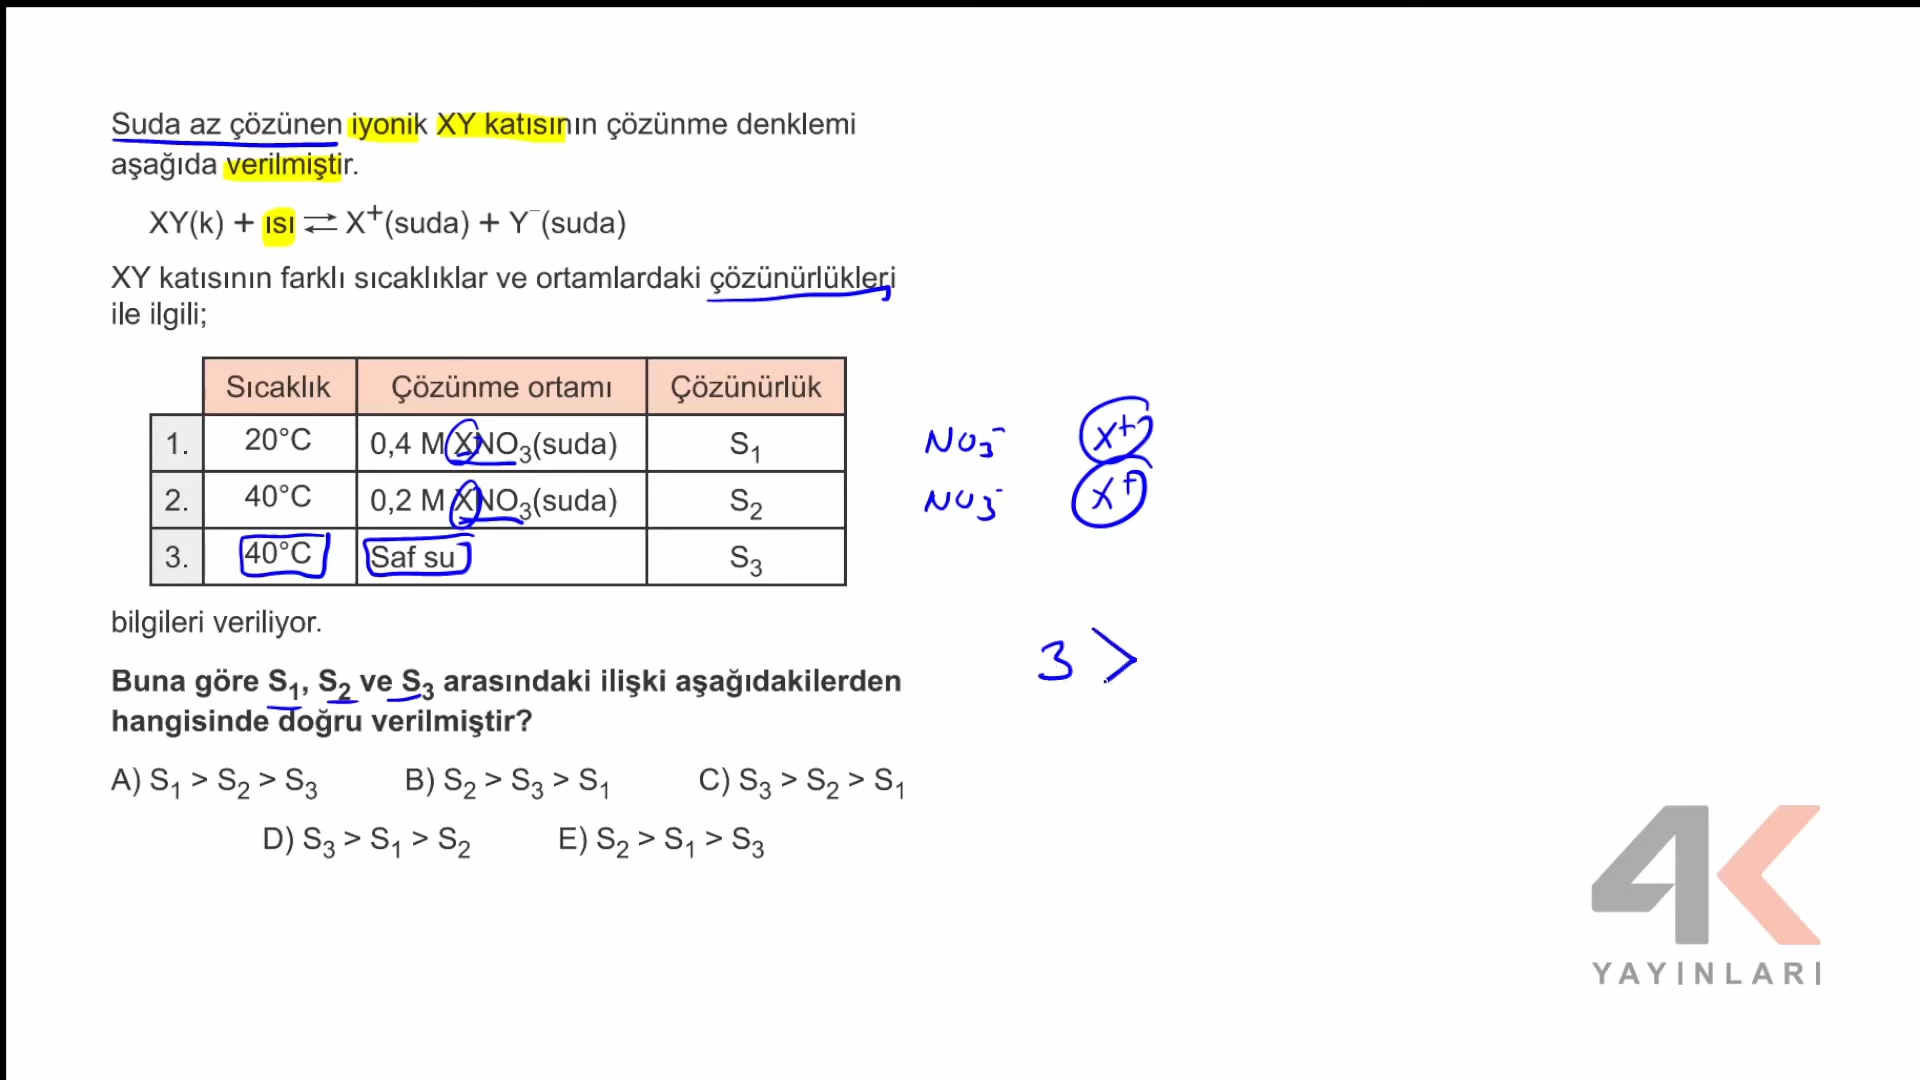 Suda az çözünen iyonik XY katısının çözünme denklemi
aşağıda verilmiştir.
XY(k) + ısı ⇌ X⁺(suda) + Y⁻(suda)
XY katısının farklı sıcaklıklar ve ortamlardaki çözünürlükleri
ile ilgili;
Sıcaklık Çözünme ortamı Çözünürlük
1. 20°C 0,4 M XNO₃(suda) S₁ NO₃⁻ X⁺
2. 40°C 0,2 M XNO₃(suda) S₂ NO₃⁻ X⁺
3. 40°C Saf su S₃
bilgileri veriliyor.
3 >
Buna göre S₁, S₂ ve S₃ arasındaki ilişki aşağıdakilerden
hangisinde doğru verilmiştir?
A) S₁ > S₂ > S₃ B) S₂ > S₃ > S₁ C) S₃ > S₂ > S₁
D) S₃ > S₁ > S₂ E) S₂ > S₁ > S₃
4K
YAYINLARI